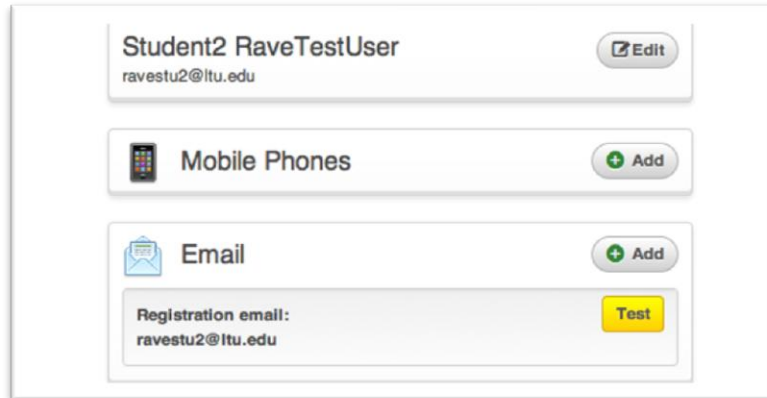 Student2 RaveTestUser
Edit
ravestu2@ltu.edu
Mobile Phones
Add
Email
Add
Registration email:
Test
ravestu2@ltu.edu